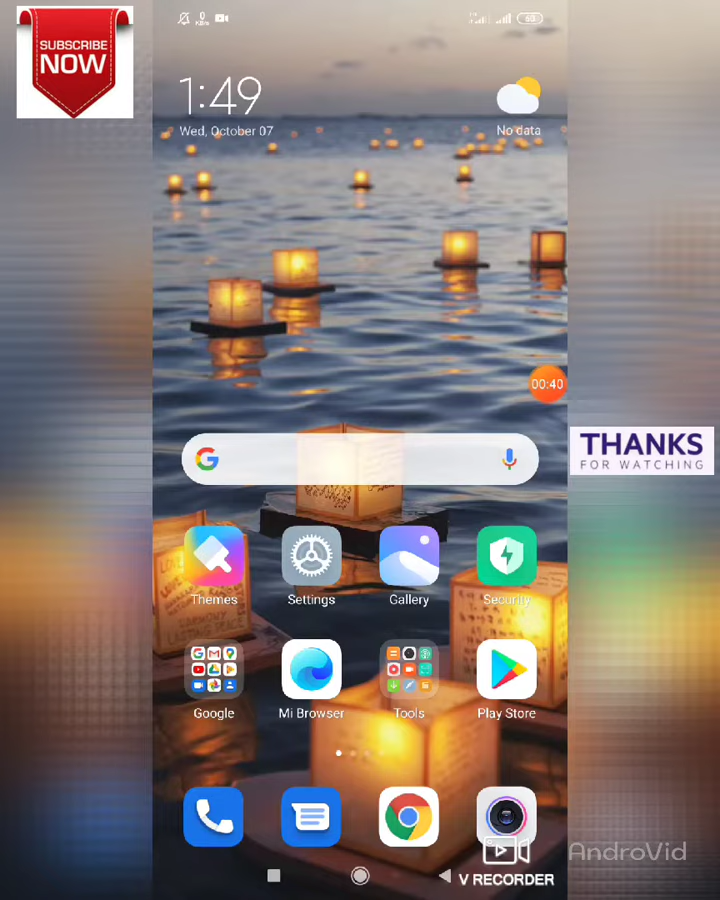 SUBSCRIBE
NOW
60
1:49
Wed, October 07
No data
00:40
THANKS
FOR WATCHING
Themes
Settings
Gallery
Security
Google
Mi Browser
Tools
Play Store
AndroVid
V RECORDER